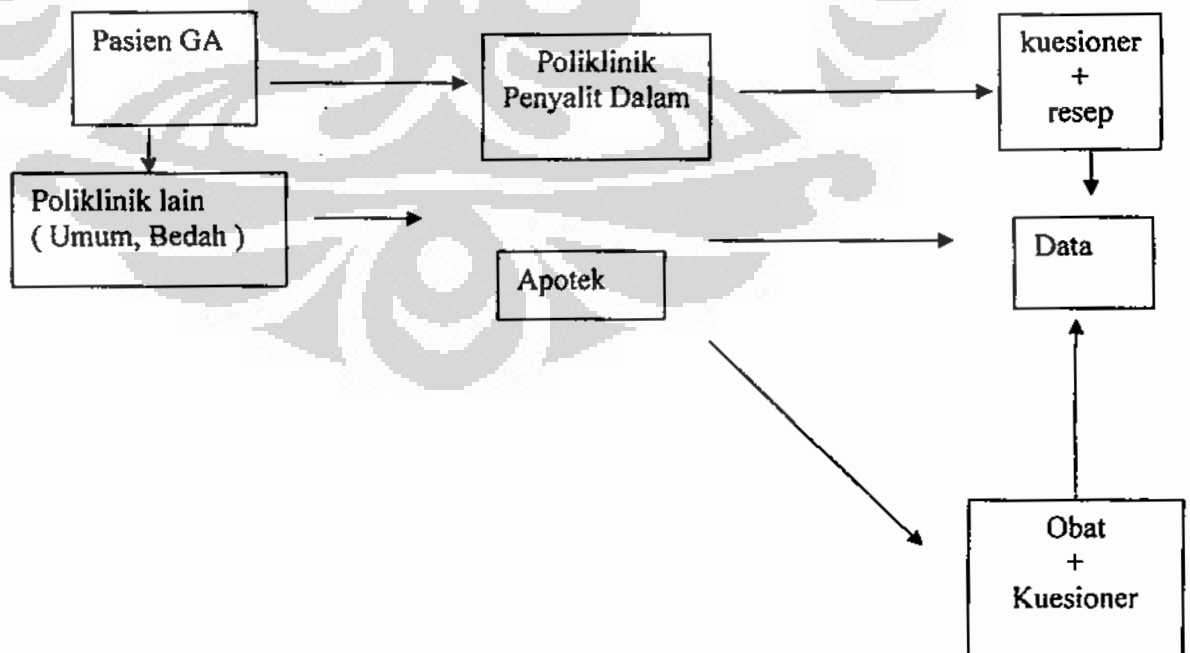 Pasien GA
Poliklinik
Penyalit Dalam
kuesioner
+
resep
Poliklinik lain
( Umum, Bedah )
Apotek
Data
Obat
+
Kuesioner